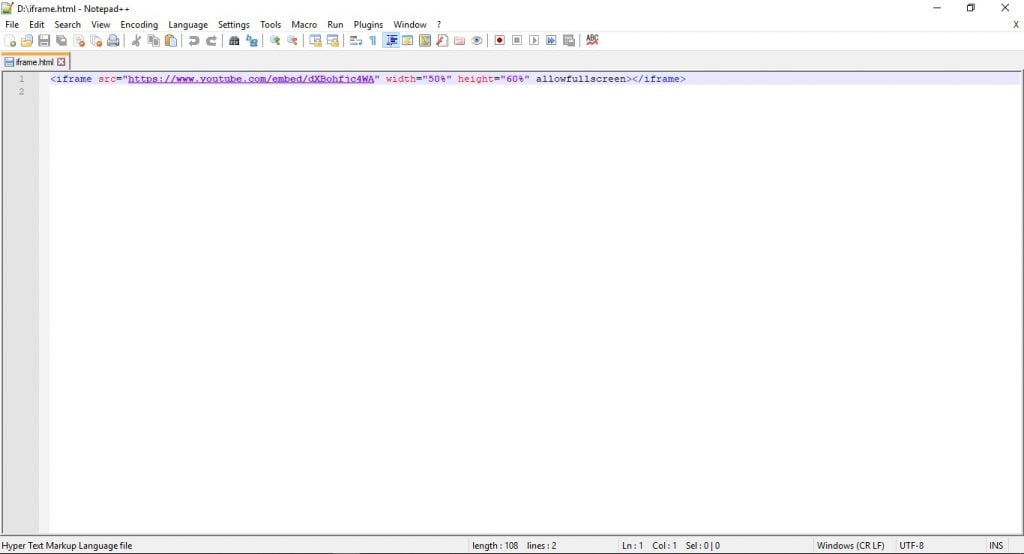 D:\iframe.html - Notepad++
File Edit Search View Encoding Language Settings Tools Macro Run Plugins Window ? X
ABC
iframe.html
1 <iframe src="https://www.youtube.com/embed/dXBohfjc4WA" width="50%" height="60%" allowfullscreen></iframe>
2
Hyper Text Markup Language file length : 108 lines : 2 Ln : 1 Col : 1 Sel : 0 | 0 Windows (CR LF) UTF-8 INS